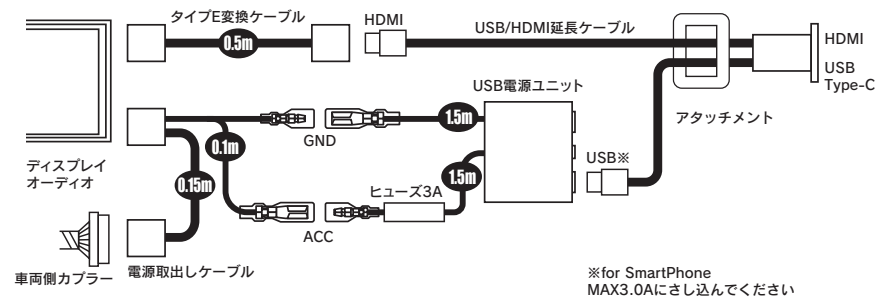 タイプE変換ケーブル
HDMI
USB/HDMI延長ケーブル
0.5m
HDMI
USB
Type-C
USB電源ユニット
アタッチメント
1.5m
GND
0.1m
ディスプレイ
オーディオ
0.15m
1.5m
USB※
ヒューズ3A
ACC
車両側カプラー
電源取出しケーブル
※for SmartPhone
MAX3.0Aにさし込んでください